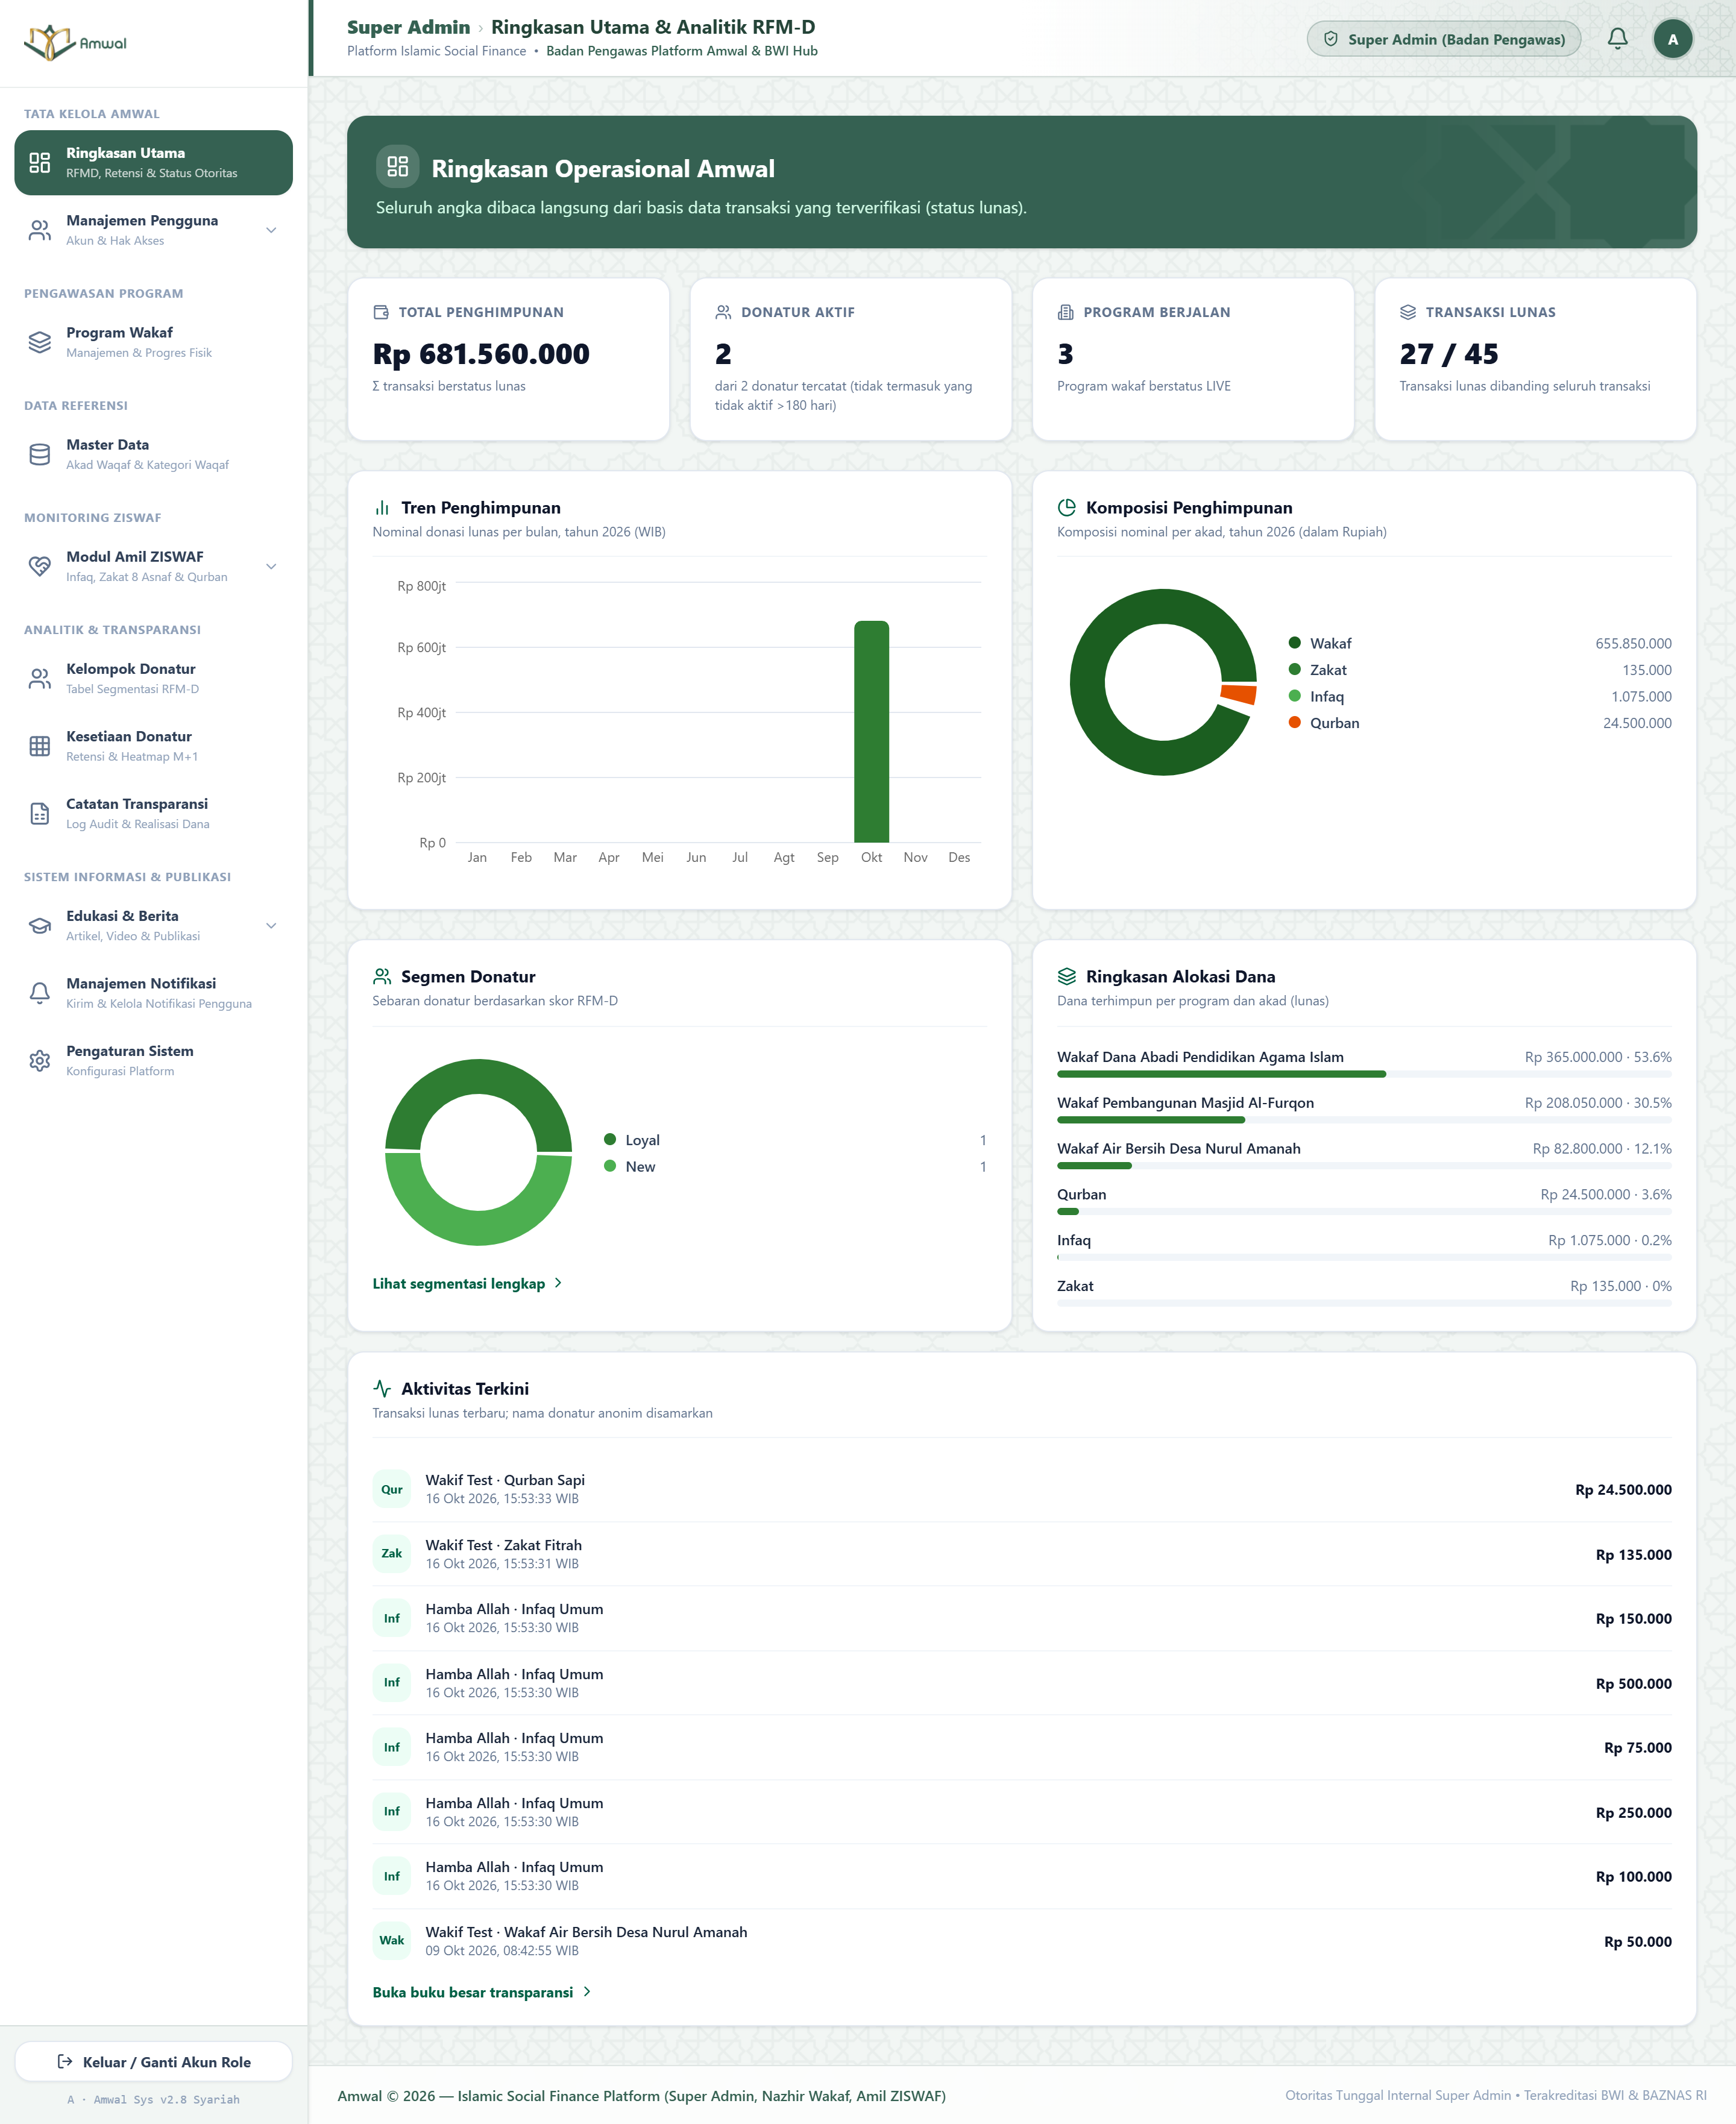 Amwal
TATA KELOLA AMWAL
Ringkasan Utama
RFMD, Retensi & Status Otoritas
Manajemen Pengguna
Akun & Hak Akses
PENGAWASAN PROGRAM
Program Wakaf
Manajemen & Progres Fisik
DATA REFERENSI
Master Data
Akad Waqaf & Kategori Waqaf
MONITORING ZISWAF
Modul Amil ZISWAF
Infaq, Zakat 8 Asnaf & Qurban
ANALITIK & TRANSPARANSI
Kelompok Donatur
Tabel Segmentasi RFM-D
Kesetiaan Donatur
Retensi & Heatmap M+1
Catatan Transparansi
Log Audit & Realisasi Dana
SISTEM INFORMASI & PUBLIKASI
Edukasi & Berita
Artikel, Video & Publikasi
Manajemen Notifikasi
Kirim & Kelola Notifikasi Pengguna
Pengaturan Sistem
Konfigurasi Platform
Keluar / Ganti Akun Role
A · Amwal Sys v2.8 Syariah
Super Admin › Ringkasan Utama & Analitik RFM-D
Platform Islamic Social Finance • Badan Pengawas Platform Amwal & BWI Hub
Super Admin (Badan Pengawas)
A
Ringkasan Operasional Amwal
Seluruh angka dibaca langsung dari basis data transaksi yang terverifikasi (status lunas).
TOTAL PENGHIMPUNAN
Rp 681.560.000
Σ transaksi berstatus lunas
DONATUR AKTIF
2
dari 2 donatur tercatat (tidak termasuk yang
tidak aktif >180 hari)
PROGRAM BERJALAN
3
Program wakaf berstatus LIVE
TRANSAKSI LUNAS
27 / 45
Transaksi lunas dibanding seluruh transaksi
Tren Penghimpunan
Nominal donasi lunas per bulan, tahun 2026 (WIB)
Rp 800jt
Rp 600jt
Rp 400jt
Rp 200jt
Rp 0
Jan Feb Mar Apr Mei Jun Jul Agt Sep Okt Nov Des
Komposisi Penghimpunan
Komposisi nominal per akad, tahun 2026 (dalam Rupiah)
Wakaf 655.850.000
Zakat 135.000
Infaq 1.075.000
Qurban 24.500.000
Segmen Donatur
Sebaran donatur berdasarkan skor RFM-D
Loyal 1
New 1
Lihat segmentasi lengkap
Ringkasan Alokasi Dana
Dana terhimpun per program dan akad (lunas)
Wakaf Dana Abadi Pendidikan Agama Islam Rp 365.000.000 · 53.6%
Wakaf Pembangunan Masjid Al-Furqon Rp 208.050.000 · 30.5%
Wakaf Air Bersih Desa Nurul Amanah Rp 82.800.000 · 12.1%
Qurban Rp 24.500.000 · 3.6%
Infaq Rp 1.075.000 · 0.2%
Zakat Rp 135.000 · 0%
Aktivitas Terkini
Transaksi lunas terbaru; nama donatur anonim disamarkan
Qur
Wakif Test · Qurban Sapi
16 Okt 2026, 15:53:33 WIB
Rp 24.500.000
Zak
Wakif Test · Zakat Fitrah
16 Okt 2026, 15:53:31 WIB
Rp 135.000
Inf
Hamba Allah · Infaq Umum
16 Okt 2026, 15:53:30 WIB
Rp 150.000
Inf
Hamba Allah · Infaq Umum
16 Okt 2026, 15:53:30 WIB
Rp 500.000
Inf
Hamba Allah · Infaq Umum
16 Okt 2026, 15:53:30 WIB
Rp 75.000
Inf
Hamba Allah · Infaq Umum
16 Okt 2026, 15:53:30 WIB
Rp 250.000
Inf
Hamba Allah · Infaq Umum
16 Okt 2026, 15:53:30 WIB
Rp 100.000
Wak
Wakif Test · Wakaf Air Bersih Desa Nurul Amanah
09 Okt 2026, 08:42:55 WIB
Rp 50.000
Buka buku besar transparansi
Amwal © 2026 — Islamic Social Finance Platform (Super Admin, Nazhir Wakaf, Amil ZISWAF)
Otoritas Tunggal Internal Super Admin • Terakreditasi BWI & BAZNAS RI